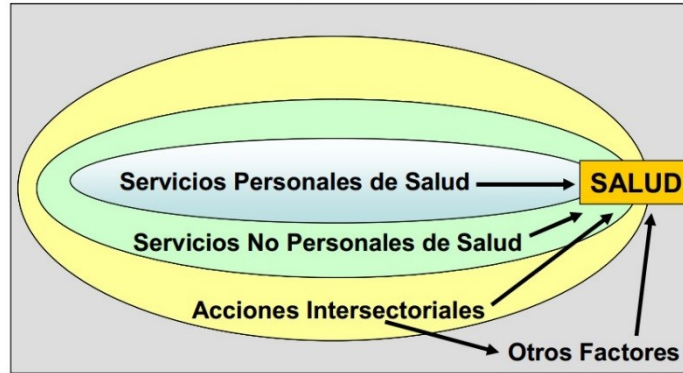 Servicios Personales de Salud
SALUD
Servicios No Personales de Salud
Acciones Intersectoriales
Otros Factores